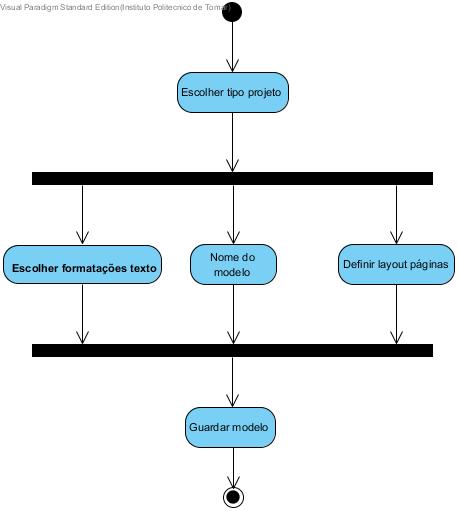 Visual Paradigm Standard Edition(Instituto Politecnico de Tomar)
Escolher tipo projeto
Escolher formatações texto
Nome do
modelo
Definir layout páginas
Guardar modelo